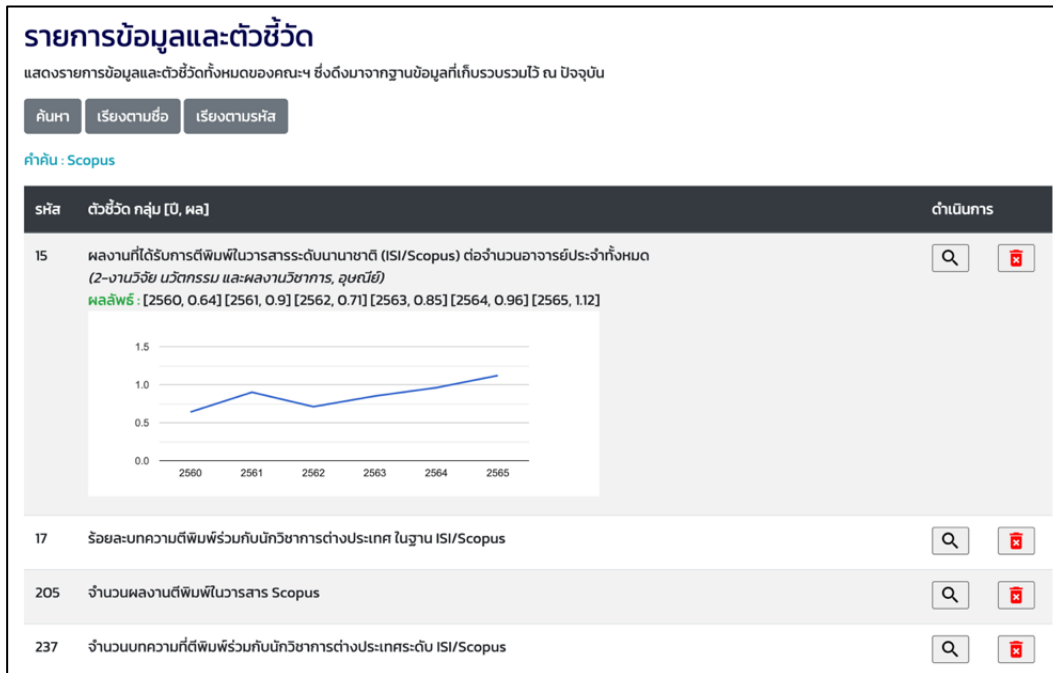 รายการข้อมูลและตัวชี้วัด
แสดงรายการข้อมูลและตัวชี้วัดทั้งหมดของคณะฯ ซึ่งดึงมาจากฐานข้อมูลที่เก็บรวบรวมไว้ ณ ปัจจุบัน
ค้นหา เรียงตามชื่อ เรียงตามรหัส
คำค้น : Scopus
รหัส ตัวชี้วัด กลุ่ม [ปี, ผล] ดำเนินการ
15 ผลงานที่ได้รับการตีพิมพ์ในวารสารระดับนานาชาติ (ISI/Scopus) ต่อจำนวนอาจารย์ประจำทั้งหมด
(2-งานวิจัย นวัตกรรม และผลงานวิชาการ, อุษณีย์)
ผลลัพธ์ : [2560, 0.64] [2561, 0.9] [2562, 0.71] [2563, 0.85] [2564, 0.96] [2565, 1.12]
1.5
1.0
0.5
0.0
2560 2561 2562 2563 2564 2565
17 ร้อยละบทความตีพิมพ์ร่วมกับนักวิชาการต่างประเทศ ในฐาน ISI/Scopus
205 จำนวนผลงานตีพิมพ์ในวารสาร Scopus
237 จำนวนบทความที่ตีพิมพ์ร่วมกับนักวิชาการต่างประเทศระดับ ISI/Scopus